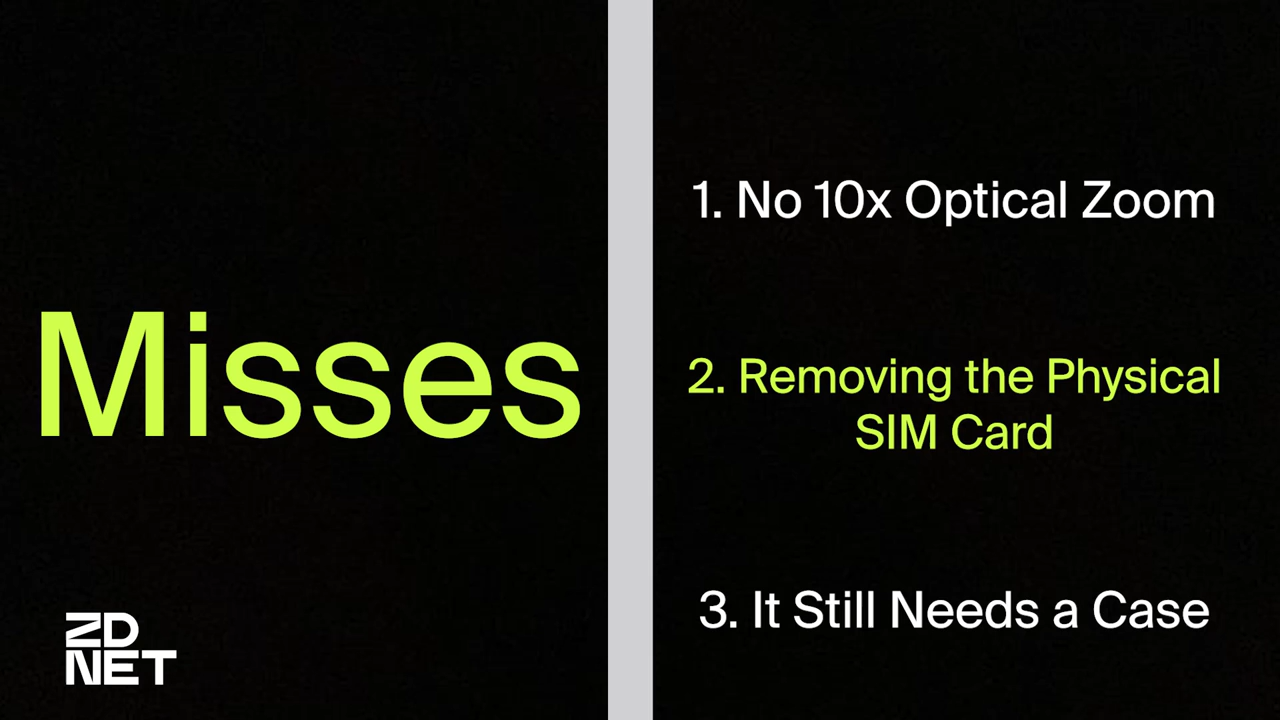 Misses
ZD
NET
1. No 10x Optical Zoom
2. Removing the Physical
SIM Card
3. It Still Needs a Case